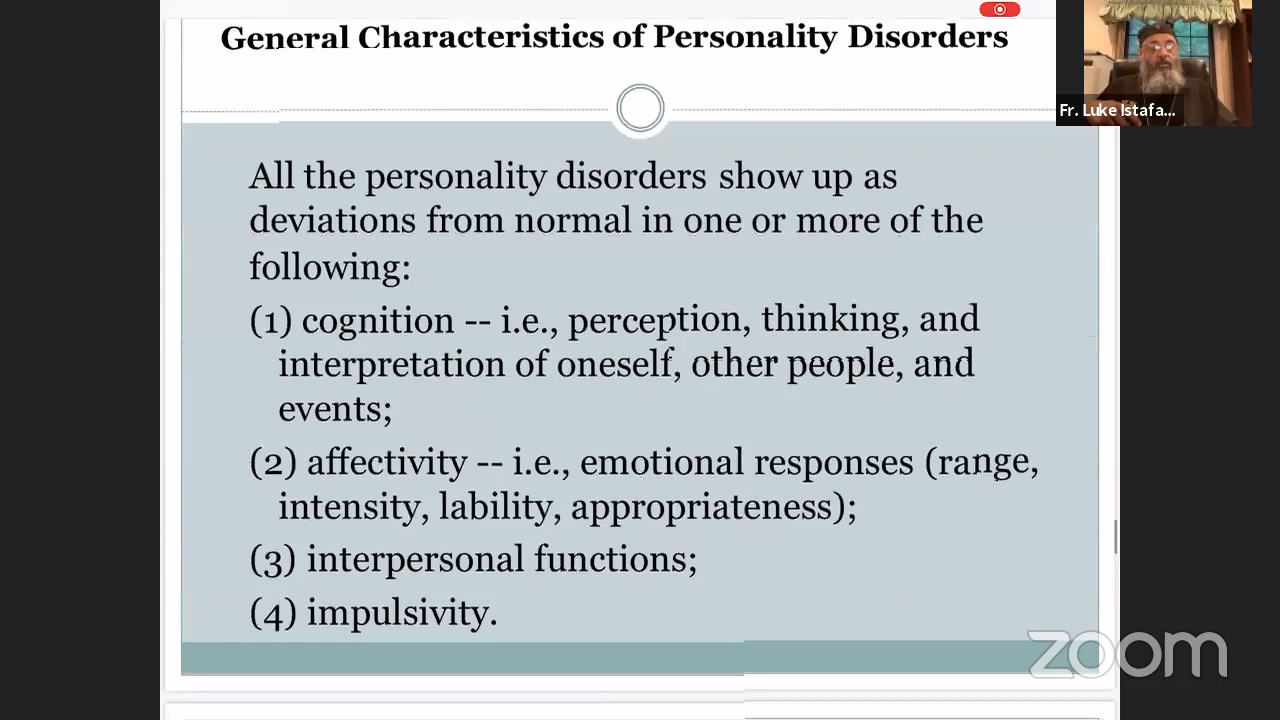 General Characteristics of Personality Disorders
Fr. Luke Istafa...
All the personality disorders show up as
deviations from normal in one or more of the
following:
(1) cognition -- i.e., perception, thinking, and
interpretation of oneself, other people, and
events;
(2) affectivity -- i.e., emotional responses (range,
intensity, lability, appropriateness);
(3) interpersonal functions;
(4) impulsivity.
zoom